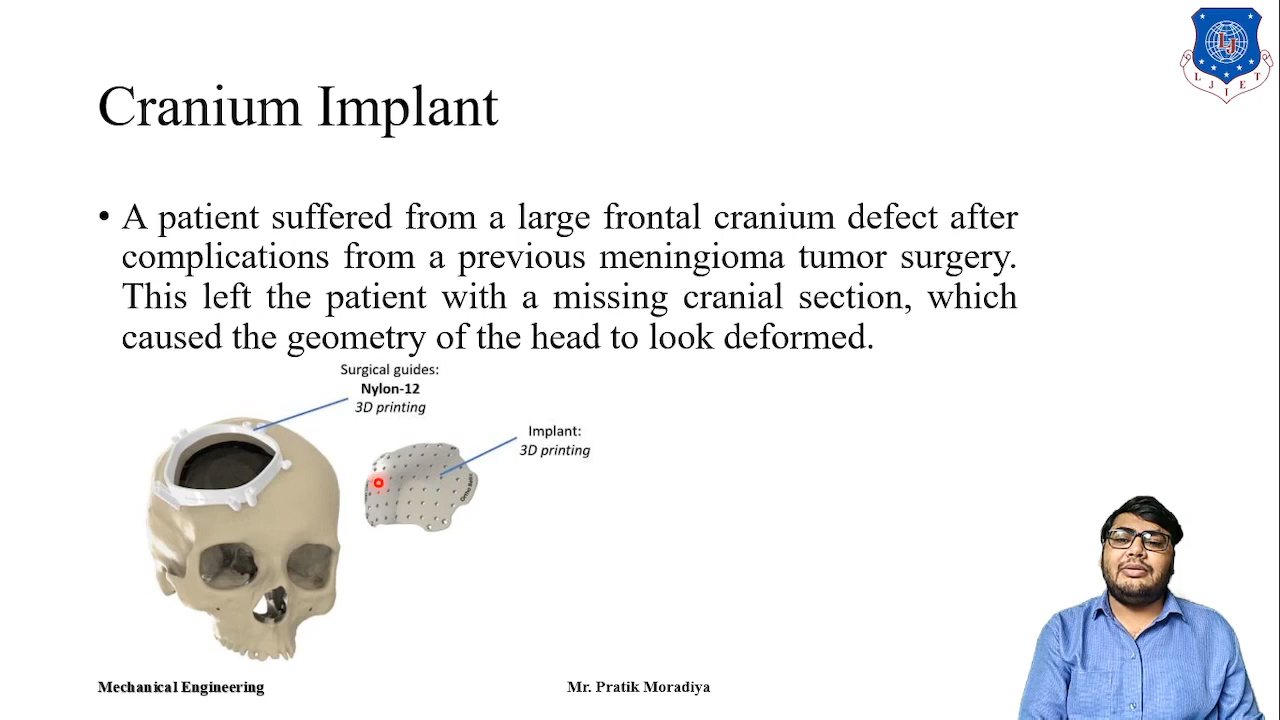 LJ
LJIET
Cranium Implant
• A patient suffered from a large frontal cranium defect after
complications from a previous meningioma tumor surgery.
This left the patient with a missing cranial section, which
caused the geometry of the head to look deformed.
Surgical guides:
Nylon-12
3D printing
Implant:
3D printing
Mechanical Engineering
Mr. Pratik Moradiya